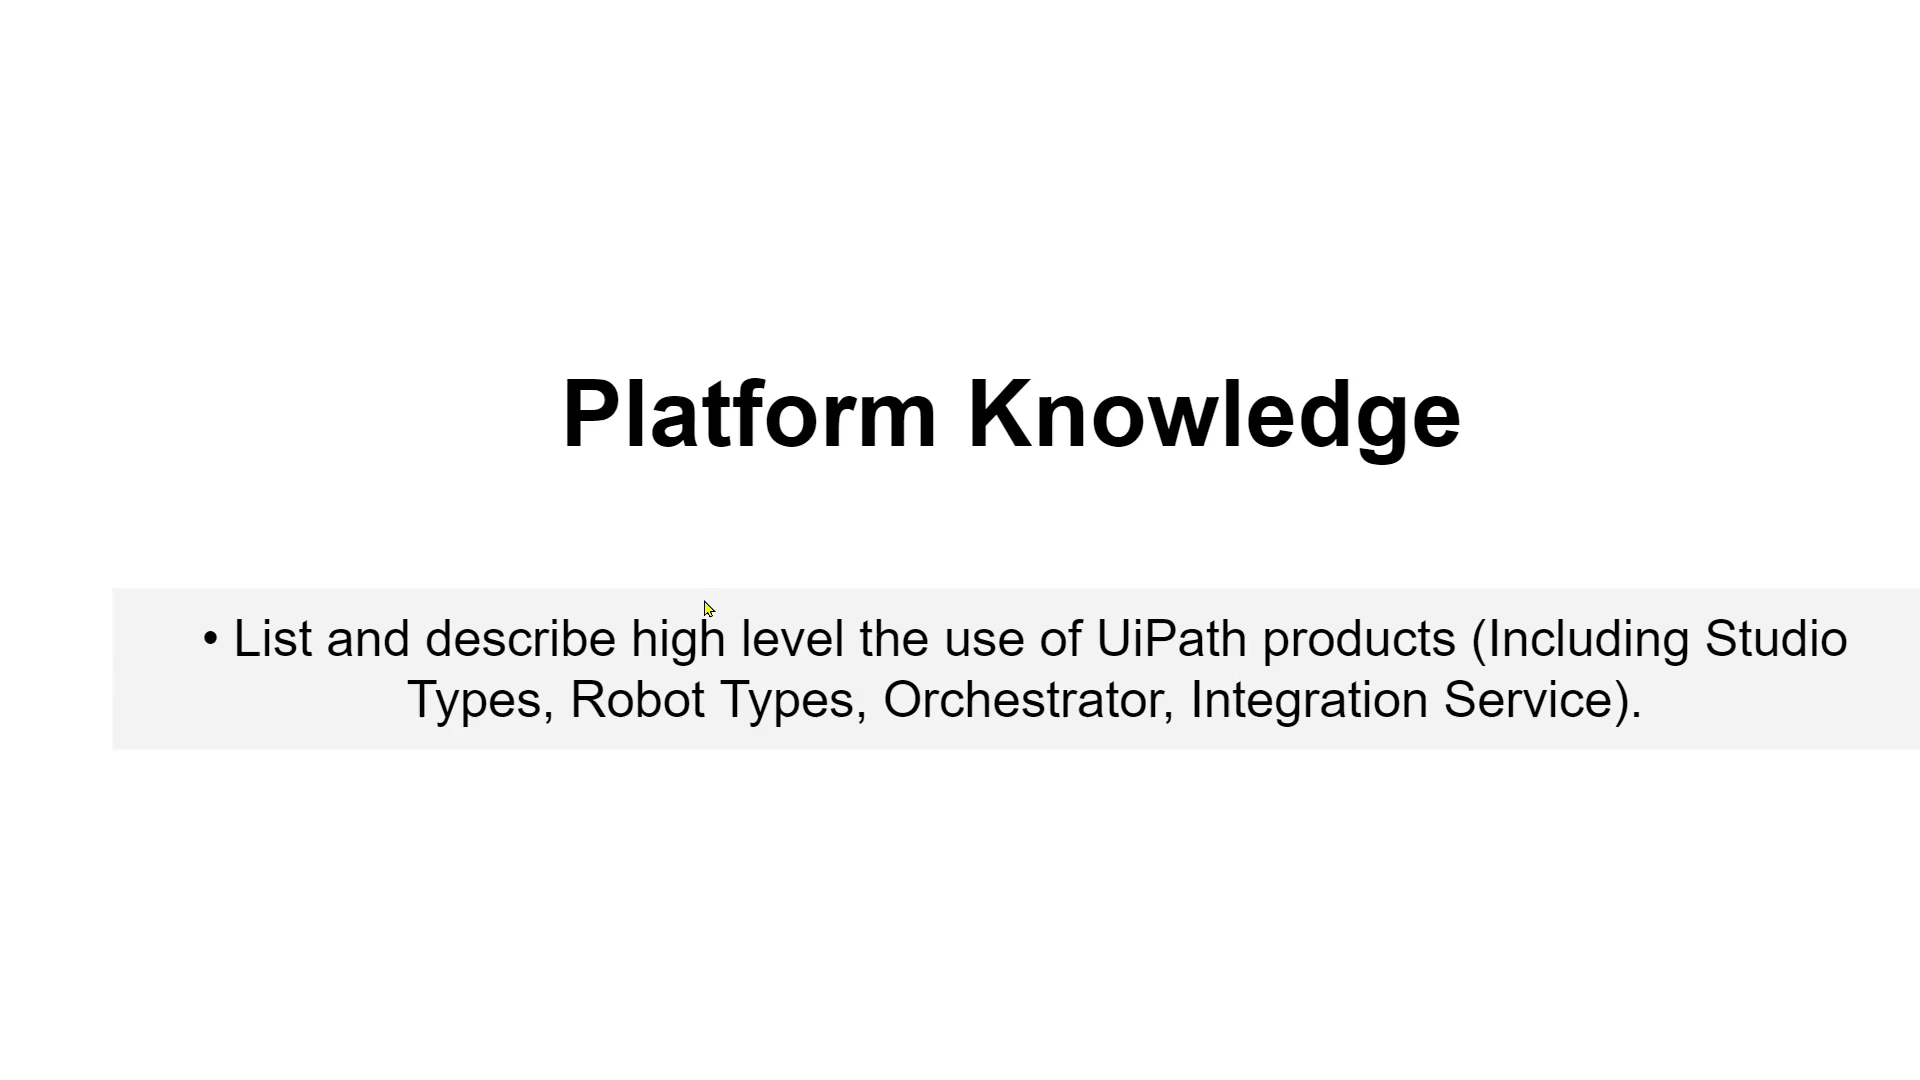 Platform Knowledge
• List and describe high level the use of UiPath products (Including Studio
Types, Robot Types, Orchestrator, Integration Service).